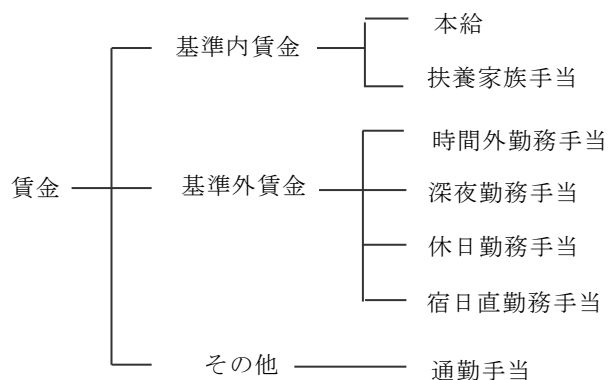 本給
基準内賃金
扶養家族手当
時間外勤務手当
賃金
基準外賃金
深夜勤務手当
休日勤務手当
宿日直勤務手当
その他
通勤手当